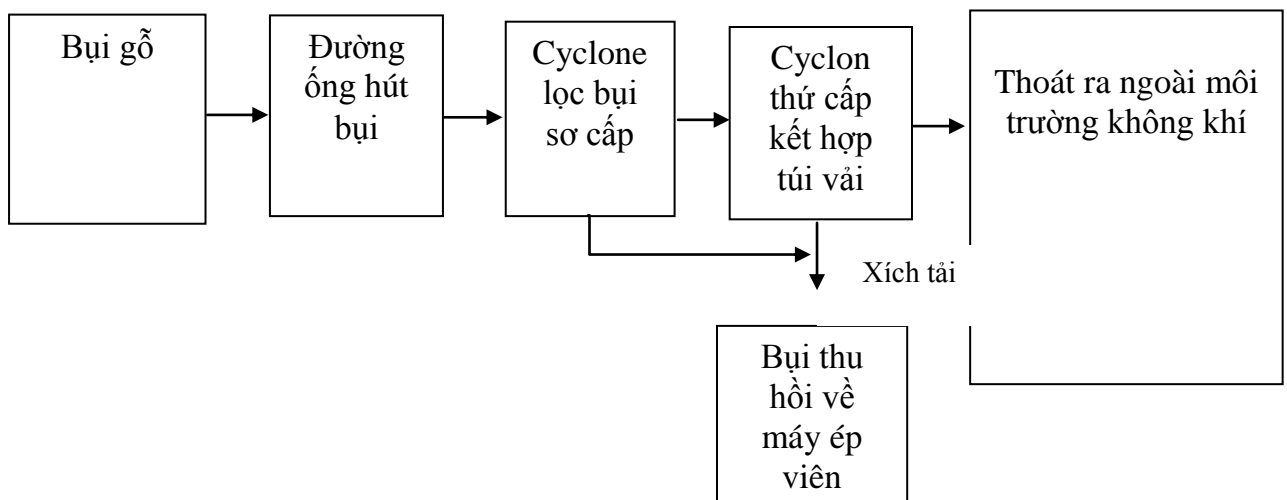 Bụi gỗ
Đường
ống hút
bụi
Cyclone
lọc bụi
sơ cấp
Cyclon
thứ cấp
kết hợp
túi vải
Thoát ra ngoài môi
trường không khí
Xích tải
Bụi thu
hồi về
máy ép
viên